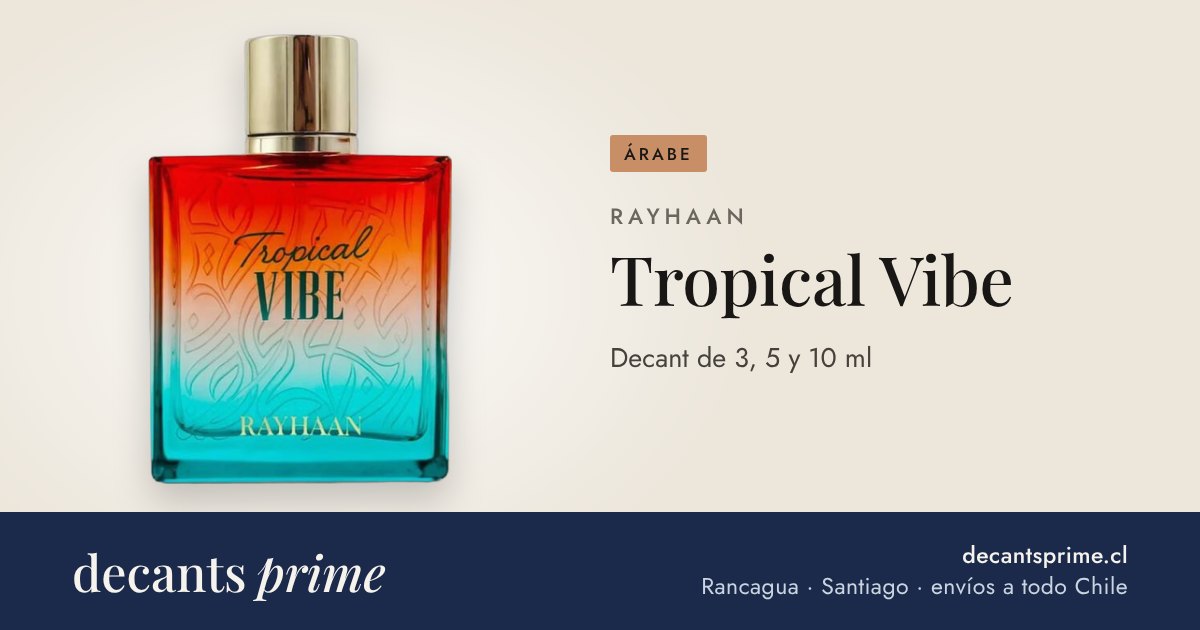 Tropical
VIBE
RAYHAAN
ÁRABE
RAYHAAN
Tropical Vibe
Decant de 3, 5 y 10 ml
decants prime
decantsprime.cl
Rancagua · Santiago · envíos a todo Chile